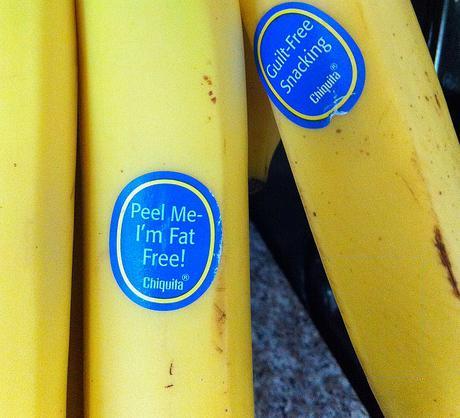 Peel Me-
I'm Fat
Free!
Chiquita®
Guilt-Free
Snacking
Chiquita®